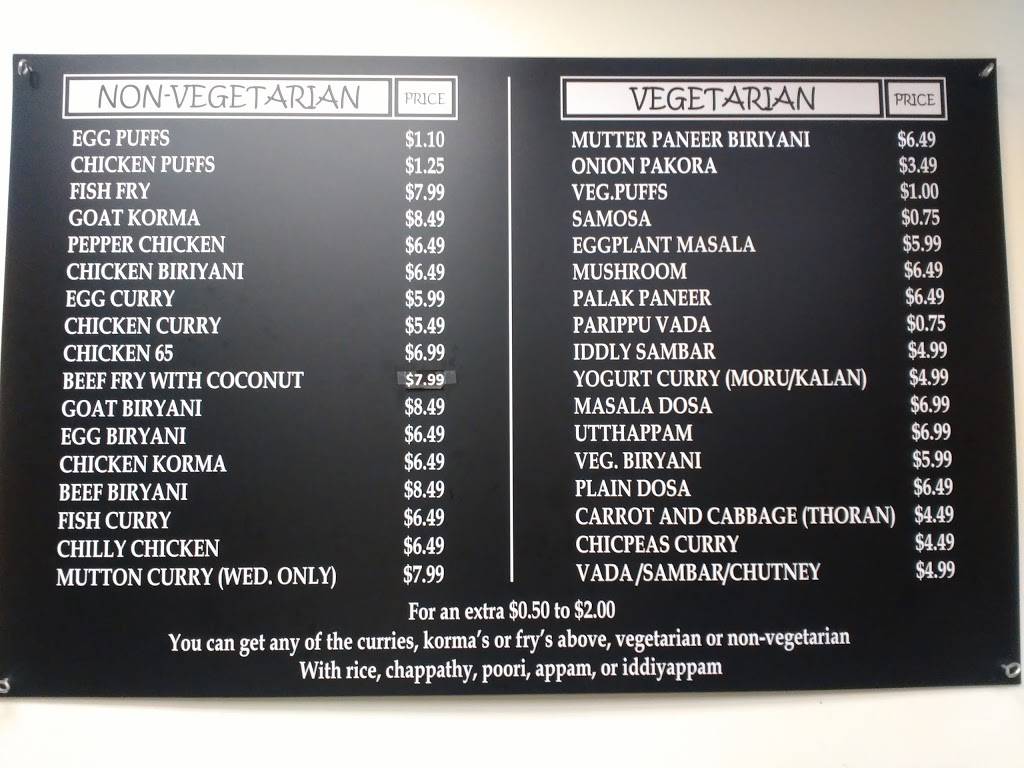 NON-VEGETARIAN PRICE
EGG PUFFS $1.10
CHICKEN PUFFS $1.25
FISH FRY $7.99
GOAT KORMA $8.49
PEPPER CHICKEN $6.49
CHICKEN BIRIYANI $6.49
EGG CURRY $5.99
CHICKEN CURRY $5.49
CHICKEN 65 $6.99
BEEF FRY WITH COCONUT $7.99
GOAT BIRYANI $8.49
EGG BIRYANI $6.49
CHICKEN KORMA $6.49
BEEF BIRYANI $8.49
FISH CURRY $6.49
CHILLY CHICKEN $6.49
MUTTON CURRY (WED. ONLY) $7.99
VEGETARIAN PRICE
MUTTER PANEER BIRIYANI $6.49
ONION PAKORA $3.49
VEG.PUFFS $1.00
SAMOSA $0.75
EGGPLANT MASALA $5.99
MUSHROOM $6.49
PALAK PANEER $6.49
PARIPPU VADA $0.75
IDDLY SAMBAR $4.99
YOGURT CURRY (MORU/KALAN) $4.99
MASALA DOSA $6.99
UTTHAPPAM $6.99
VEG. BIRYANI $5.99
PLAIN DOSA $6.49
CARROT AND CABBAGE (THORAN) $4.49
CHICPEAS CURRY $4.49
VADA/SAMBAR/CHUTNEY $4.99
For an extra $0.50 to $2.00
You can get any of the curries, korma's or fry's above, vegetarian or non-vegetarian
With rice, chappathy, poori, appam, or iddiyappam